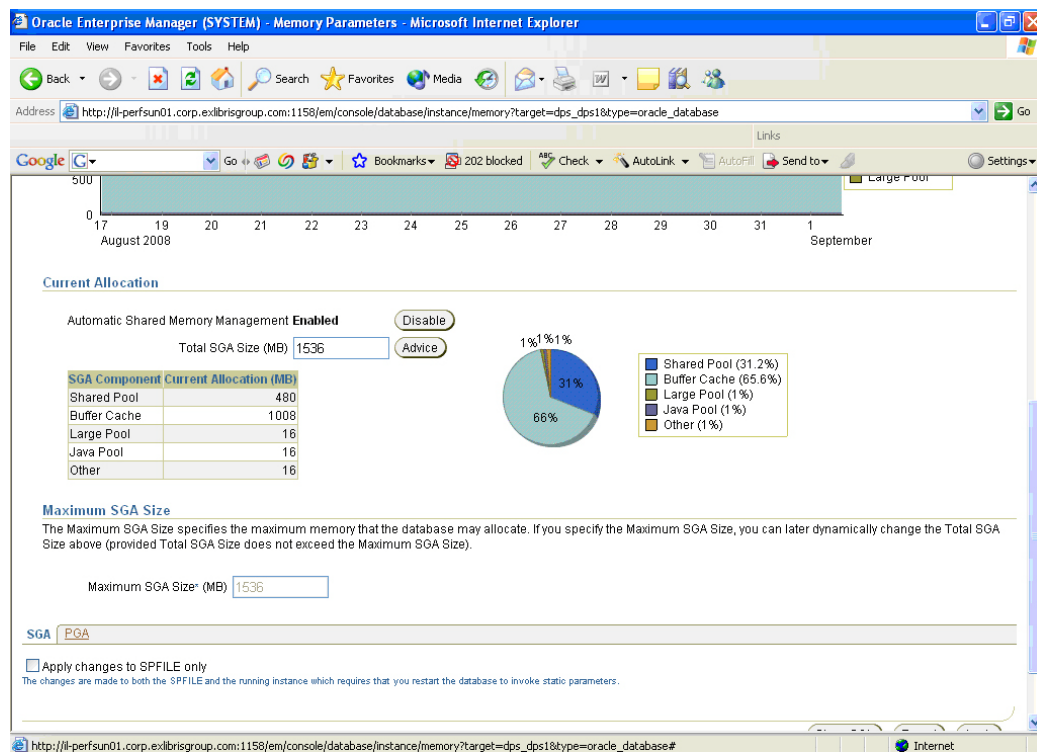 Oracle Enterprise Manager (SYSTEM) - Memory Parameters - Microsoft Internet Explorer
File Edit View Favorites Tools Help
Back Search Favorites Media
Address http://il-perfsun01.corp.exlibrisgroup.com:1158/em/console/database/instance/memory?target=dps_dps1&type=oracle_database Go
Links
Google G Go Bookmarks 202 blocked ABC Check AutoLink AutoFill Send to Settings
500 Large Pool
0
17 19 20 21 22 23 24 25 26 27 28 29 30 31 1
August 2008 September
Current Allocation
Automatic Shared Memory Management Enabled Disable
Total SGA Size (MB) 1536 Advice
SGA Component Current Allocation (MB)
Shared Pool 480
Buffer Cache 1008
Large Pool 16
Java Pool 16
Other 16
1% 1% 1%
31%
66%
Shared Pool (31.2%)
Buffer Cache (65.6%)
Large Pool (1%)
Java Pool (1%)
Other (1%)
Maximum SGA Size
The Maximum SGA Size specifies the maximum memory that the database may allocate. If you specify the Maximum SGA Size, you can later dynamically change the Total SGA
Size above (provided Total SGA Size does not exceed the Maximum SGA Size).
Maximum SGA Size* (MB) 1536
SGA PGA
Apply changes to SPFILE only
The changes are made to both the SPFILE and the running instance which requires that you restart the database to invoke static parameters.
http://il-perfsun01.corp.exlibrisgroup.com:1158/em/console/database/instance/memory?target=dps_dps1&type=oracle_database# Internet